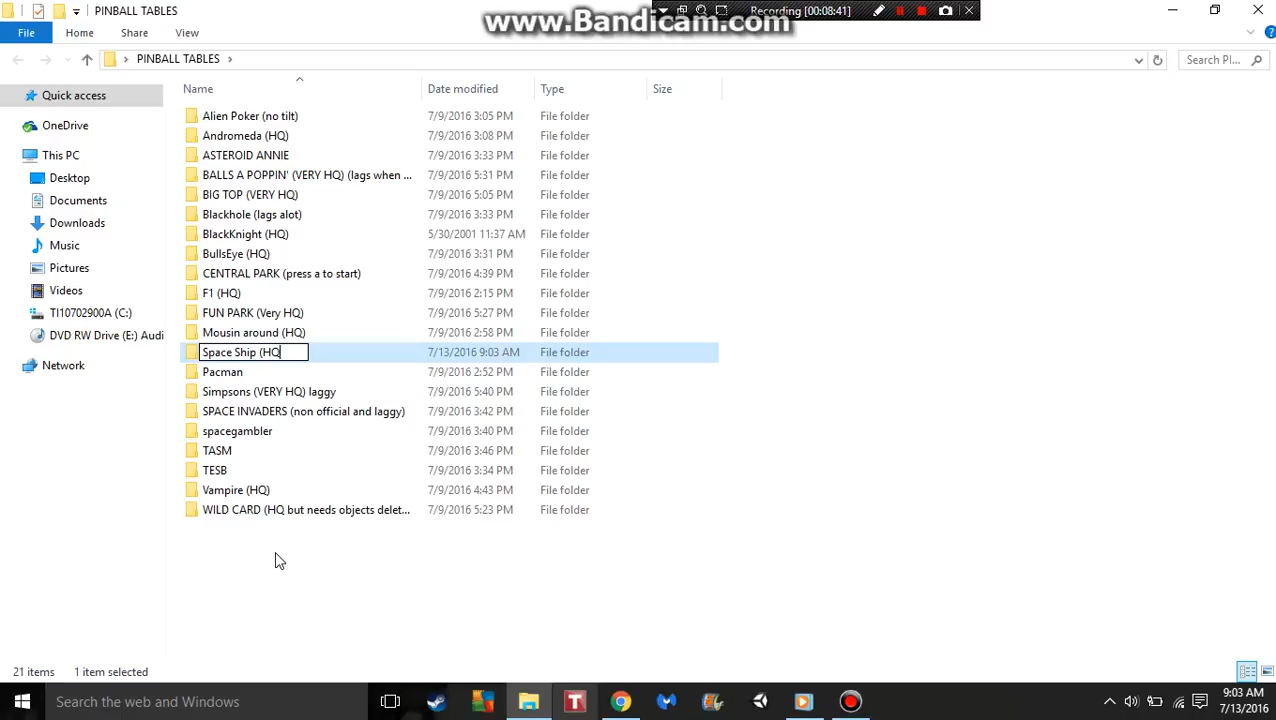 PINBALL TABLES
www.Bandicam.com
Recording [00:08:41]
File Home Share View
PINBALL TABLES
Search Pl...
Name Date modified Type Size
Quick access
OneDrive
This PC
Desktop
Documents
Downloads
Music
Pictures
Videos
TI10702900A (C:)
DVD RW Drive (E:) Audi
Network
Alien Poker (no tilt) 7/9/2016 3:05 PM File folder
Andromeda (HQ) 7/9/2016 3:08 PM File folder
ASTEROID ANNIE 7/9/2016 3:33 PM File folder
BALLS A POPPIN' (VERY HQ) (lags when ... 7/9/2016 5:31 PM File folder
BIG TOP (VERY HQ) 7/9/2016 5:05 PM File folder
Blackhole (lags alot) 7/9/2016 3:33 PM File folder
BlackKnight (HQ) 5/30/2001 11:37 AM File folder
BullsEye (HQ) 7/9/2016 3:31 PM File folder
CENTRAL PARK (press a to start) 7/9/2016 4:39 PM File folder
F1 (HQ) 7/9/2016 2:15 PM File folder
FUN PARK (Very HQ) 7/9/2016 5:27 PM File folder
Mousin around (HQ) 7/9/2016 2:58 PM File folder
Space Ship (HQ 7/13/2016 9:03 AM File folder
Pacman 7/9/2016 2:52 PM File folder
Simpsons (VERY HQ) laggy 7/9/2016 5:40 PM File folder
SPACE INVADERS (non official and laggy) 7/9/2016 3:42 PM File folder
spacegambler 7/9/2016 3:40 PM File folder
TASM 7/9/2016 3:46 PM File folder
TESB 7/9/2016 3:34 PM File folder
Vampire (HQ) 7/9/2016 4:43 PM File folder
WILD CARD (HQ but needs objects delet... 7/9/2016 5:23 PM File folder
21 items 1 item selected
Search the web and Windows
9:03 AM
7/13/2016